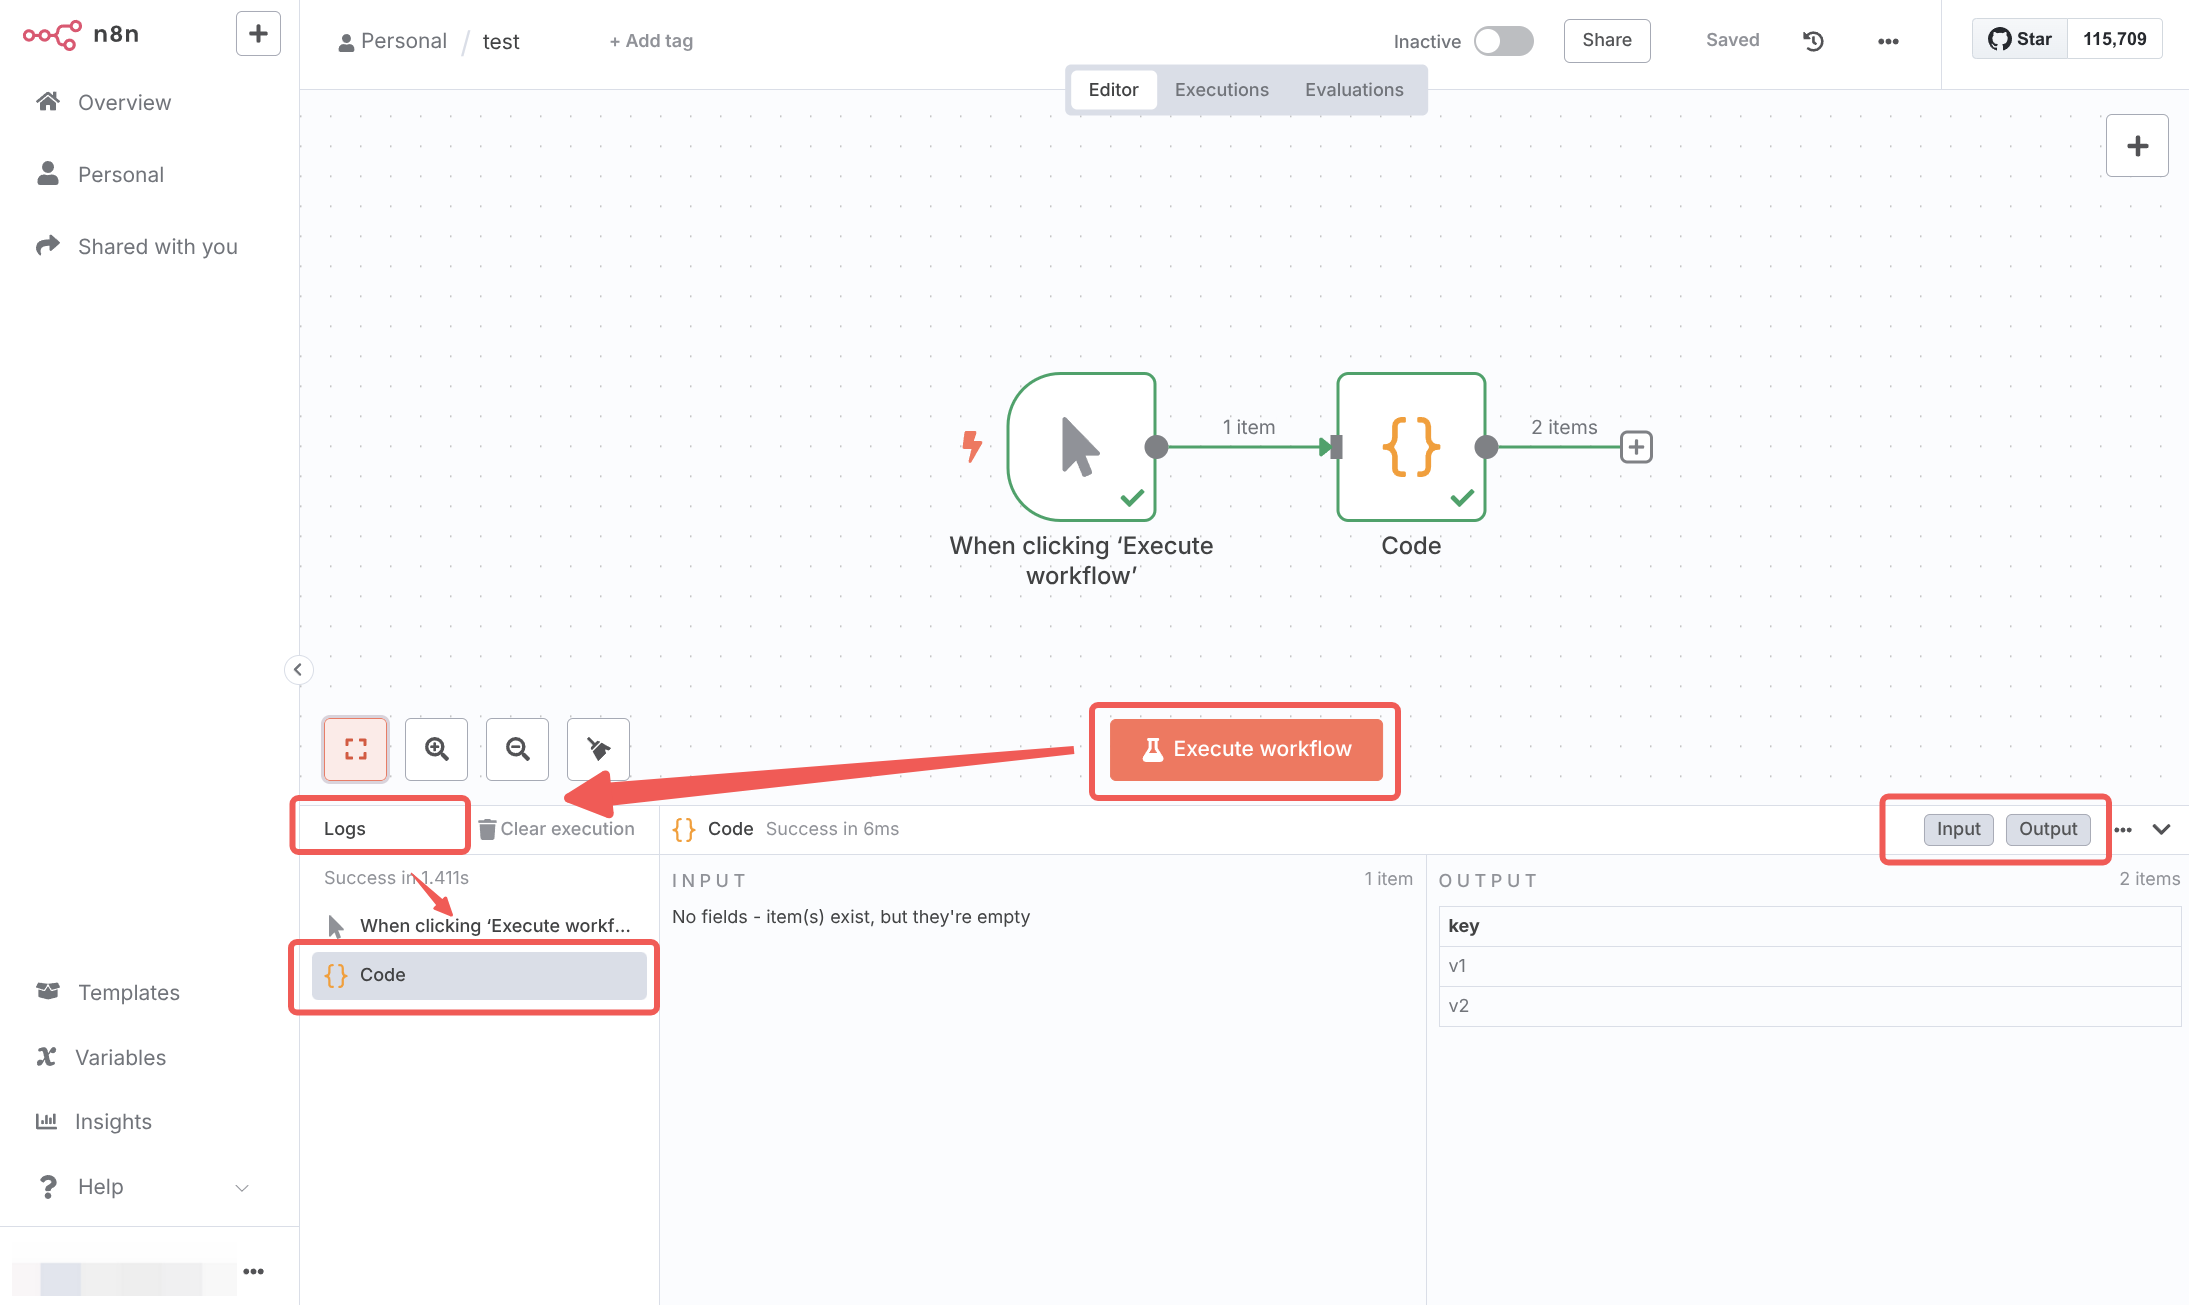 n8n
Personal / test
+ Add tag
Inactive
Share
Saved
Star
115,709
Editor
Executions
Evaluations
Overview
Personal
Shared with you
1 item
2 items
When clicking ‘Execute
workflow’
Code
Execute workflow
Logs
Clear execution
Code
Success in 6ms
Input
Output
Success in 1.411s
When clicking ‘Execute workf...
Code
INPUT
1 item
No fields - item(s) exist, but they're empty
OUTPUT
2 items
key
v1
v2
Templates
Variables
Insights
Help